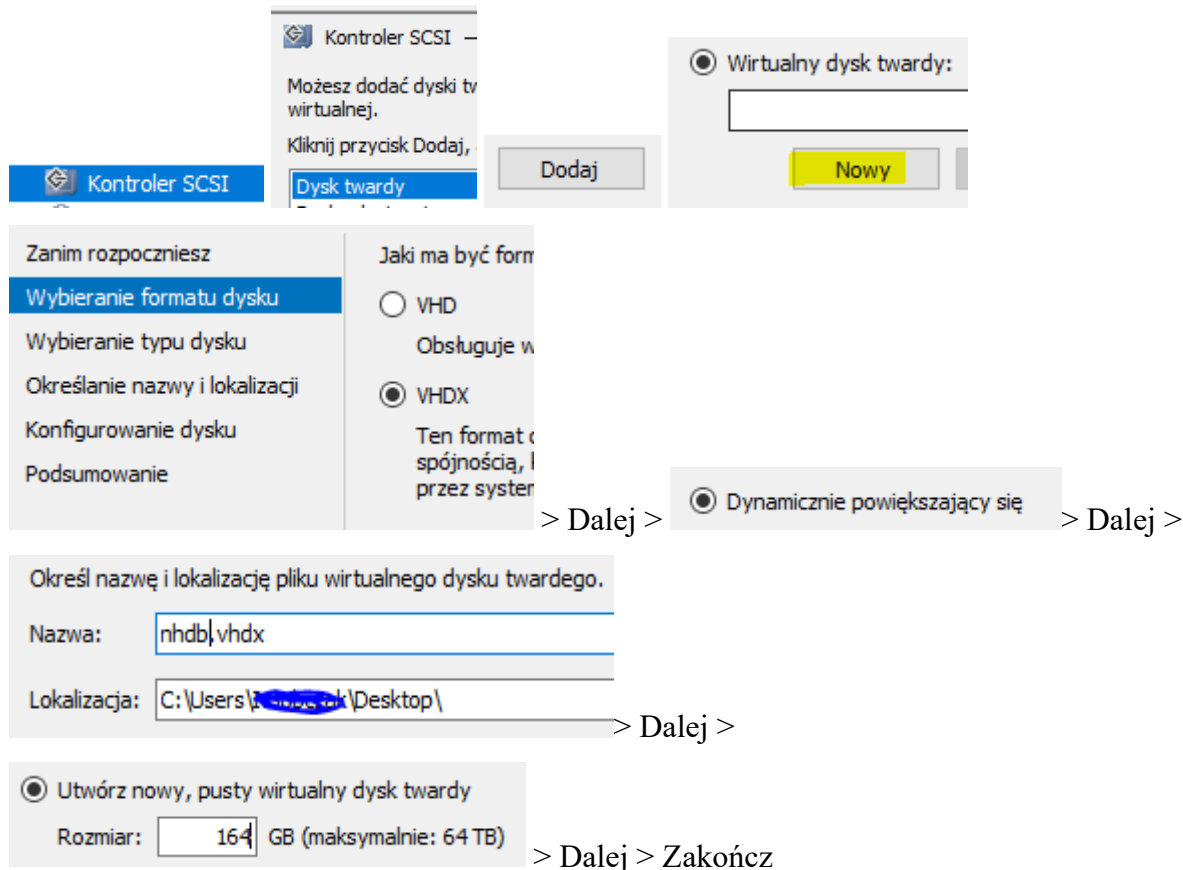 Kontroler SCSI
Kontroler SCSI —
Możesz dodać dyski tw
wirtualnej.
Kliknij przycisk Dodaj,
Dysk twardy
Dodaj
Wirtualny dysk twardy:
Nowy
Zanim rozpoczniesz
Wybieranie formatu dysku
Wybieranie typu dysku
Określanie nazwy i lokalizacji
Konfigurowanie dysku
Podsumowanie
Jaki ma być form
VHD
Obsługuje w
VHDX
Ten format
spójnością,
przez system
> Dalej >
Dynamicznie powiększający się
> Dalej >
Określ nazwę i lokalizację pliku wirtualnego dysku twardego.
Nazwa: nhdb.vhdx
Lokalizacja: C:\Users\ \Desktop\
> Dalej >
Utwórz nowy, pusty wirtualny dysk twardy
Rozmiar: 164 GB (maksymalnie: 64 TB)
> Dalej > Zakończ